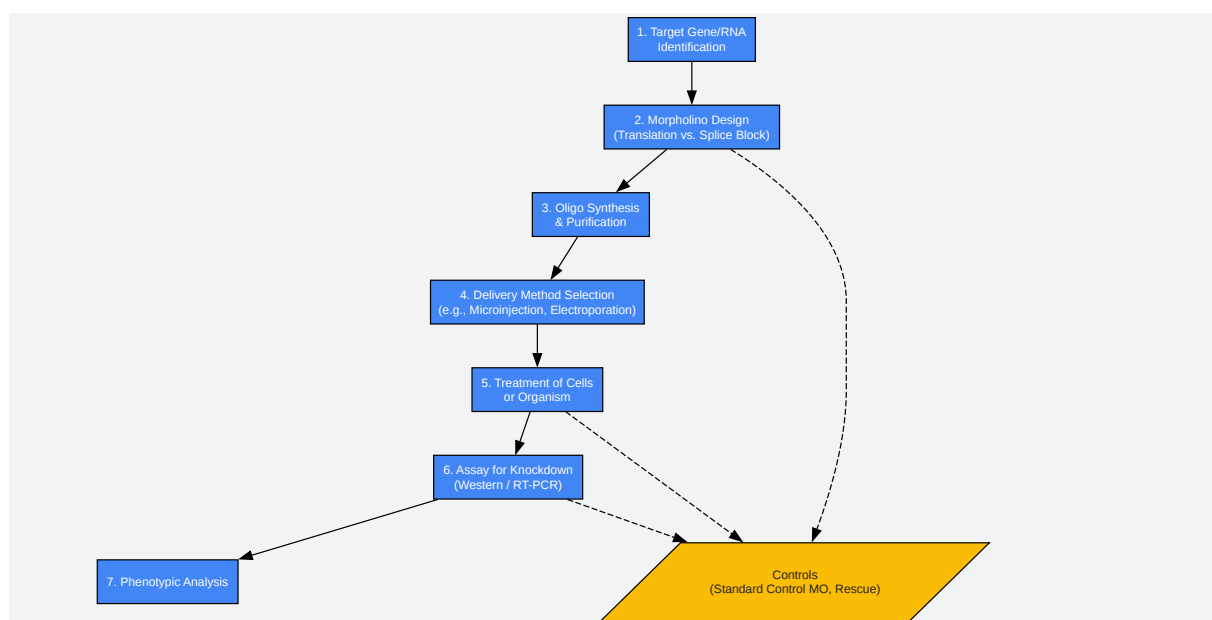 1. Target Gene/RNA
Identification
2. Morpholino Design
(Translation vs. Splice Block)
3. Oligo Synthesis
& Purification
4. Delivery Method Selection
(e.g., Microinjection, Electroporation)
5. Treatment of Cells
or Organism
6. Assay for Knockdown
(Western / RT-PCR)
7. Phenotypic Analysis
Controls
(Standard Control MO, Rescue)